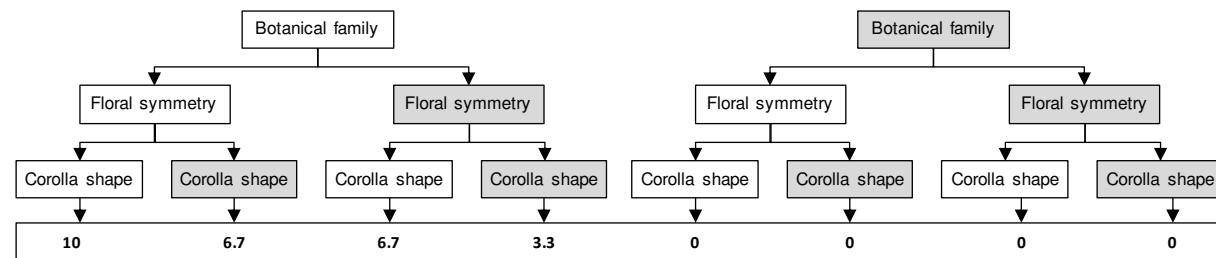 Botanical family Botanical family
Floral symmetry Floral symmetry Floral symmetry Floral symmetry
Corolla shape Corolla shape Corolla shape Corolla shape Corolla shape Corolla shape Corolla shape Corolla shape
10 6.7 6.7 3.3 0 0 0 0